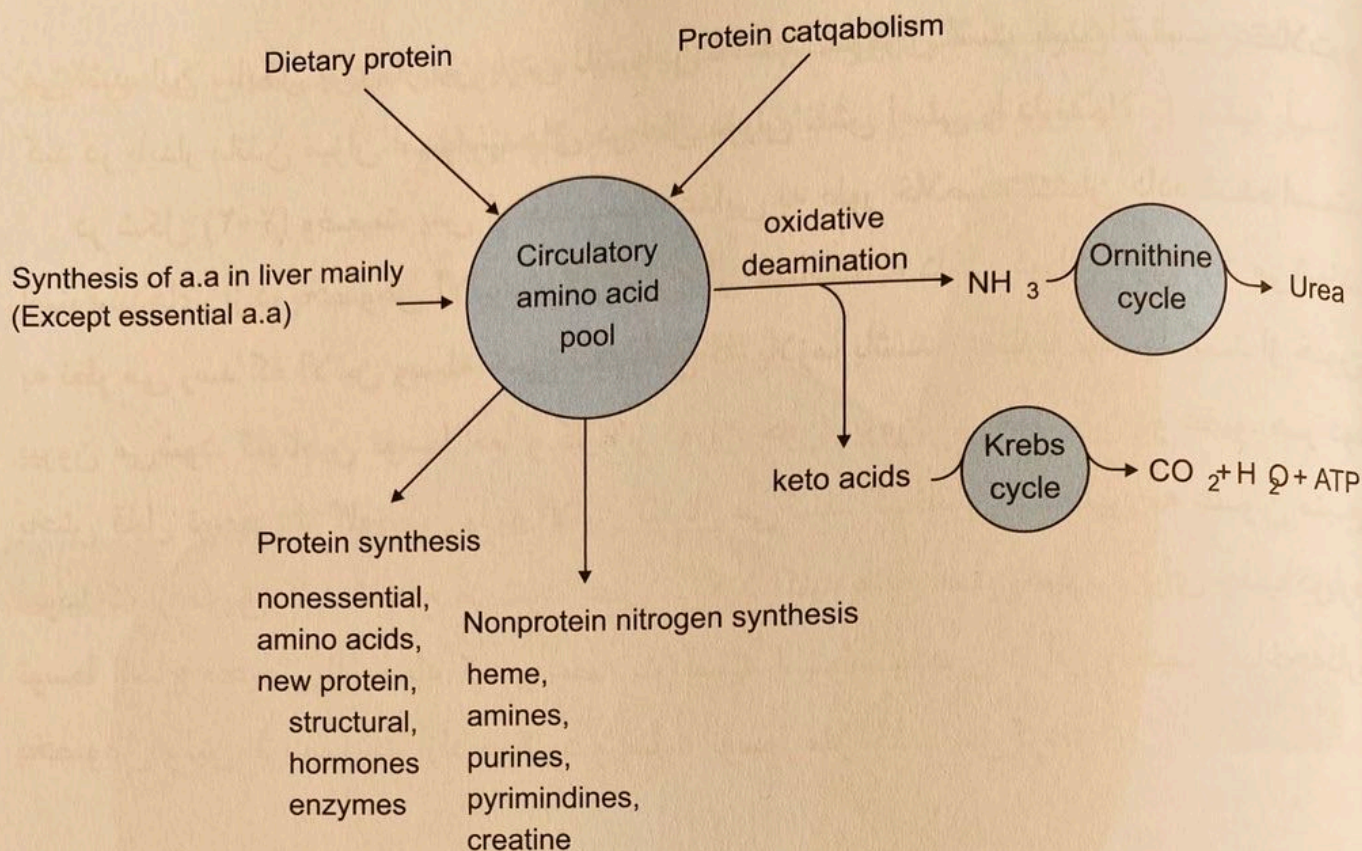 Dietary protein
Protein catqabolism
Synthesis of a.a in liver mainly
(Except essential a.a)
Circulatory
amino acid
pool
oxidative
deamination
NH 3
Ornithine
cycle
Urea
keto acids
Krebs
cycle
CO 2+ H 2O + ATP
Protein synthesis
nonessential,
amino acids,
new protein,
structural,
hormones
enzymes
Nonprotein nitrogen synthesis
heme,
amines,
purines,
pyrimindines,
creatine